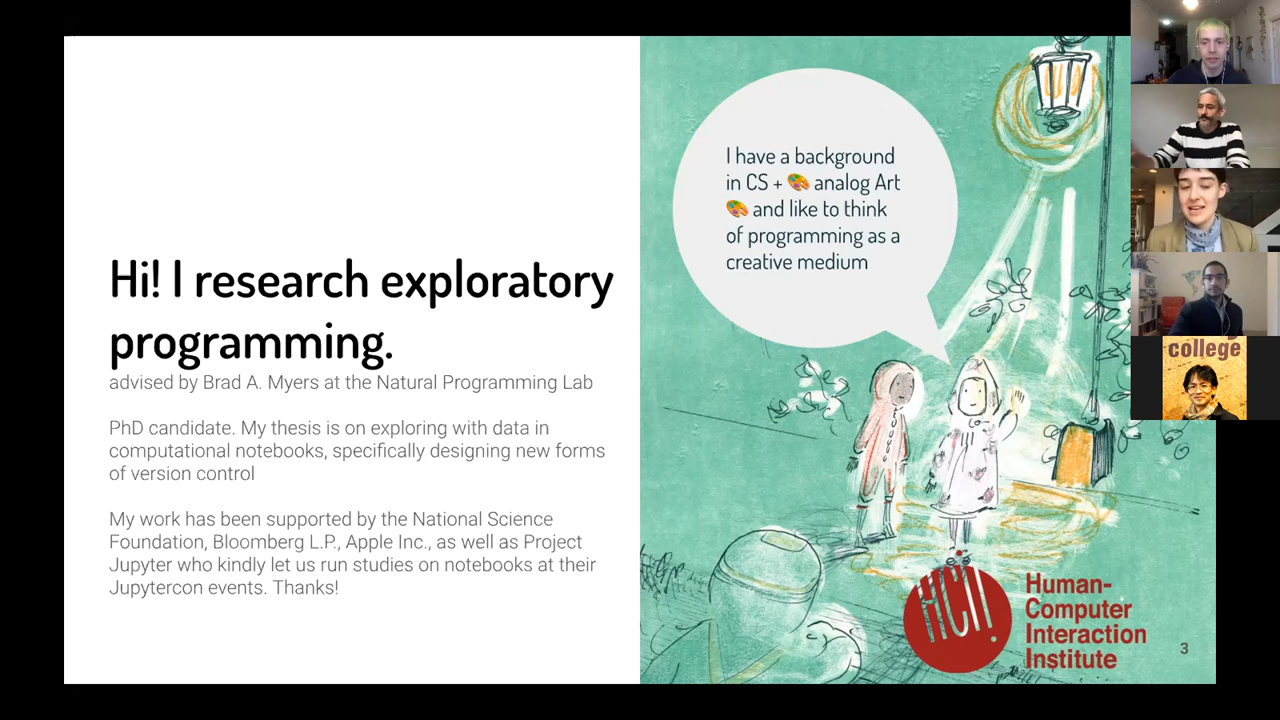 Hi! I research exploratory
programming.
advised by Brad A. Myers at the Natural Programming Lab
PhD candidate. My thesis is on exploring with data in
computational notebooks, specifically designing new forms
of version control
My work has been supported by the National Science
Foundation, Bloomberg L.P., Apple Inc., as well as Project
Jupyter who kindly let us run studies on notebooks at their
Jupytercon events. Thanks!
I have a background
in CS + 🎨 analog Art
🎨 and like to think
of programming as a
creative medium
HCII
Human-
Computer
Interaction
Institute
3
college